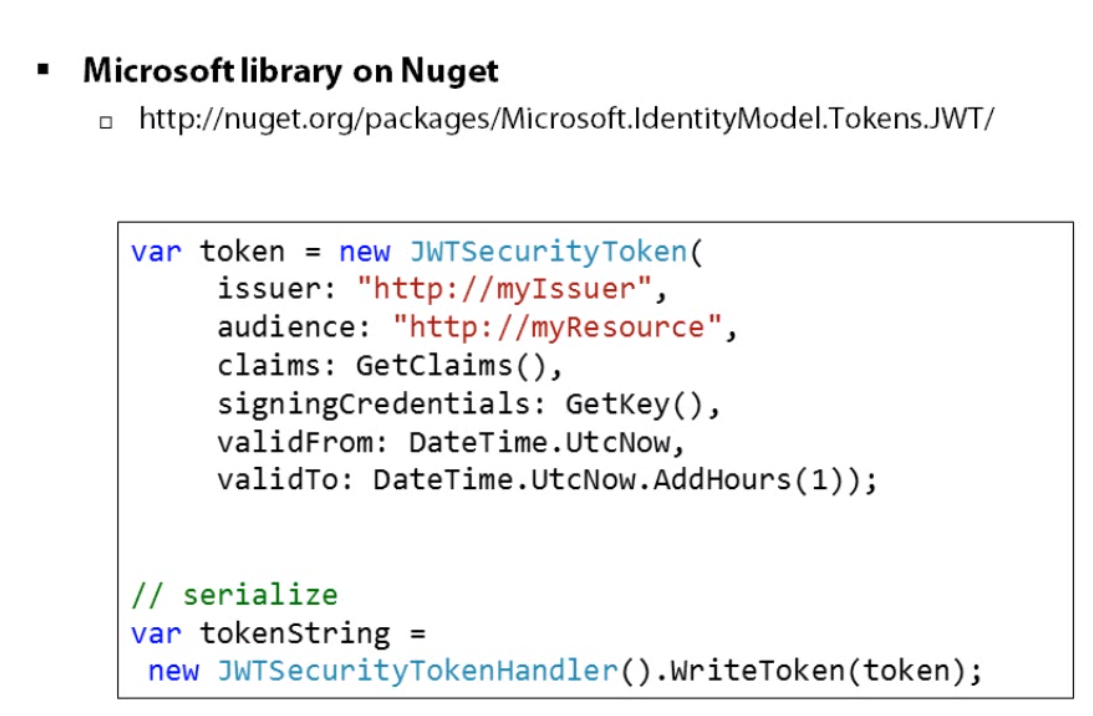 ▪ Microsoft library on Nuget
▫ http://nuget.org/packages/Microsoft.IdentityModel.Tokens.JWT/
var token = new JWTSecurityToken(
issuer: "http://myIssuer",
audience: "http://myResource",
claims: GetClaims(),
signingCredentials: GetKey(),
validFrom: DateTime.UtcNow,
validTo: DateTime.UtcNow.AddHours(1));
// serialize
var tokenString =
new JWTSecurityTokenHandler().WriteToken(token);